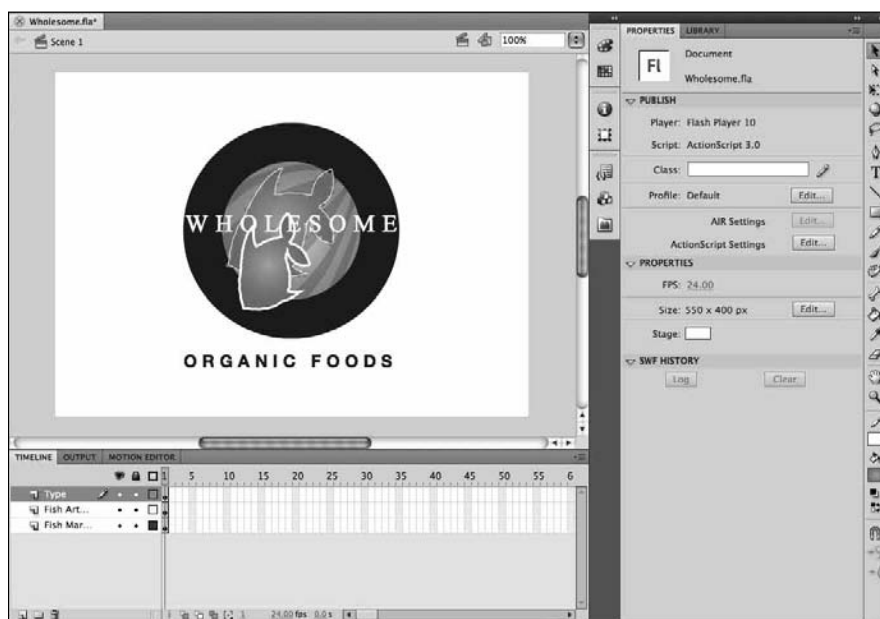 Wholesome.fla*
Scene 1
100%
WHOLESOME
ORGANIC FOODS
TIMELINE OUTPUT MOTION EDITOR
1 5 10 15 20 25 30 35 40 45 50 55 6
Type
Fish Art...
Fish Mar...
1 24.00 fps 0.0 s
PROPERTIES LIBRARY
Fl
Document
Wholesome.fla
PUBLISH
Player: Flash Player 10
Script: ActionScript 3.0
Class:
Profile: Default Edit...
AIR Settings Edit...
ActionScript Settings Edit...
PROPERTIES
FPS: 24.00
Size: 550 x 400 px Edit...
Stage:
SWF HISTORY
Log Clear